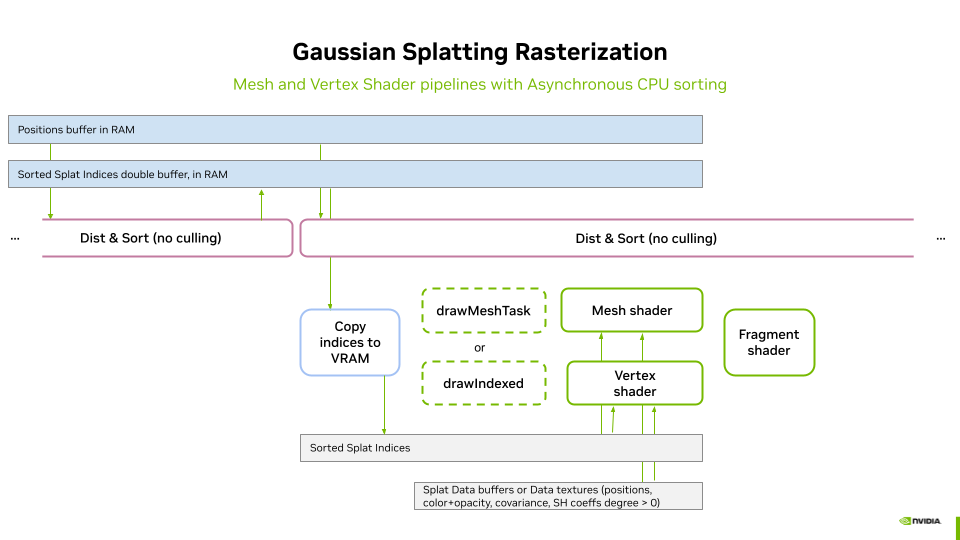 Gaussian Splatting Rasterization
Mesh and Vertex Shader pipelines with Asynchronous CPU sorting
Positions buffer in RAM
Sorted Splat Indices double buffer, in RAM
...
Dist & Sort (no culling)
Dist & Sort (no culling)
...
Copy
indices to
VRAM
drawMeshTask
or
drawIndexed
Mesh shader
Vertex
shader
Fragment
shader
Sorted Splat Indices
Splat Data buffers or Data textures (positions,
color+opacity, covariance, SH coeffs degree > 0)
NVIDIA.